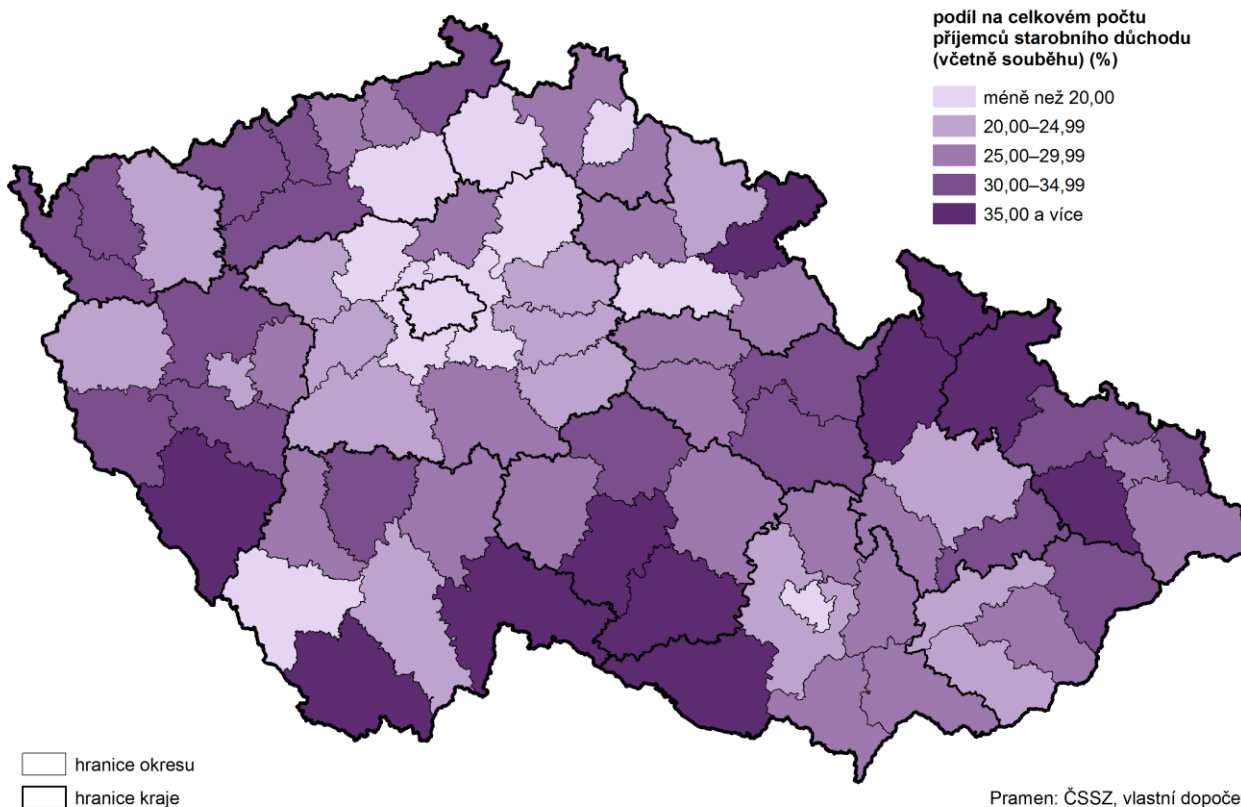 podíl na celkovém počtu
příjemců starobního důchodu
(včetně souběhu) (%)
méně než 20,00
20,00–24,99
25,00–29,99
30,00–34,99
35,00 a více
hranice okresu
hranice kraje
Pramen: ČSSZ, vlastní dopoče